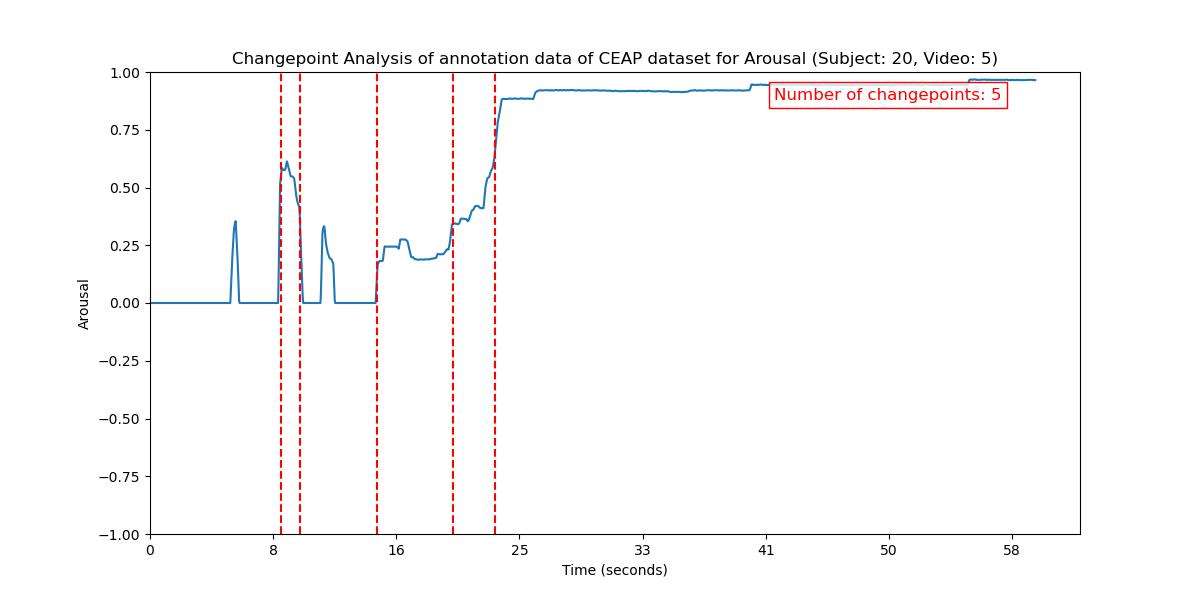 Changepoint Analysis of annotation data of CEAP dataset for Arousal (Subject: 20, Video: 5)
Number of changepoints: 5
Arousal
1.00
0.75
0.50
0.25
0.00
−0.25
−0.50
−0.75
−1.00
0 8 16 25 33 41 50 58
Time (seconds)